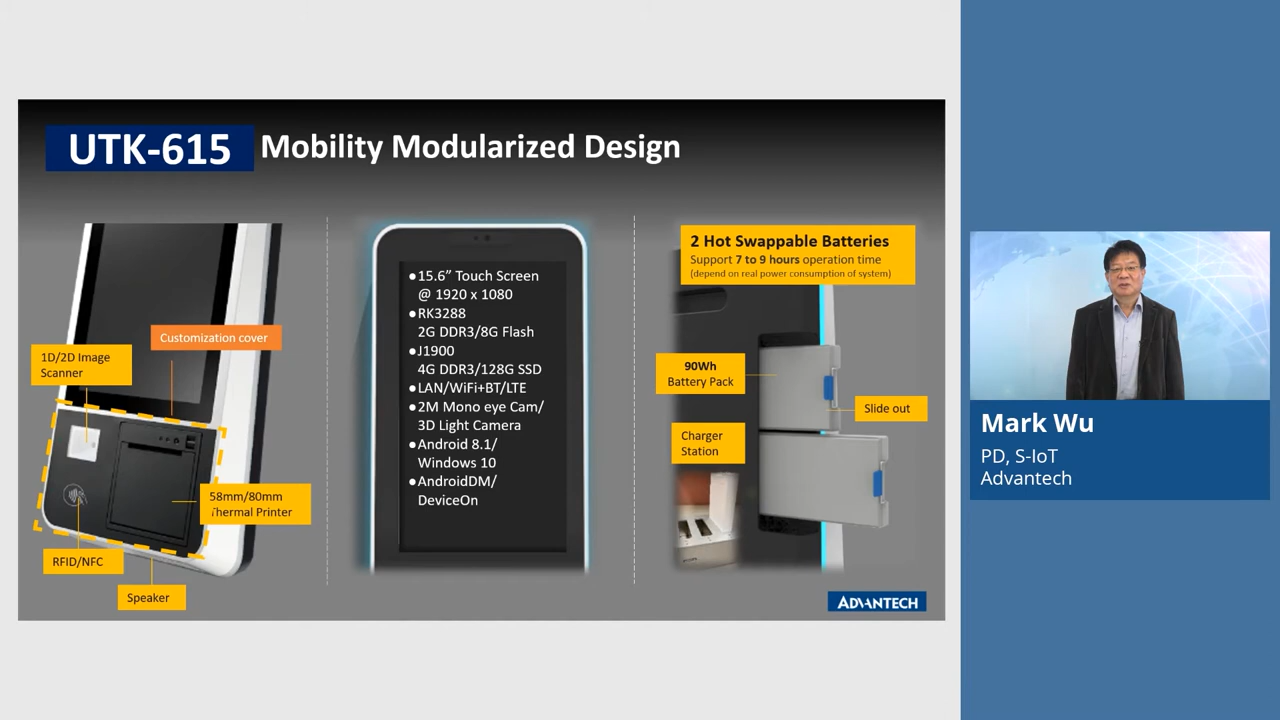 UTK-615 Mobility Modularized Design
1D/2D Image
Scanner
Customization cover
58mm/80mm
Thermal Printer
RFID/NFC
Speaker
●15.6” Touch Screen
@ 1920 x 1080
●RK3288
2G DDR3/8G Flash
●J1900
4G DDR3/128G SSD
●LAN/WiFi+BT/LTE
●2M Mono eye Cam/
3D Light Camera
●Android 8.1/
Windows 10
●AndroidDM/
DeviceOn
2 Hot Swappable Batteries
Support 7 to 9 hours operation time
(depend on real power consumption of system)
90Wh
Battery Pack
Slide out
Charger
Station
ADVANTECH
Mark Wu
PD, S-IoT
Advantech